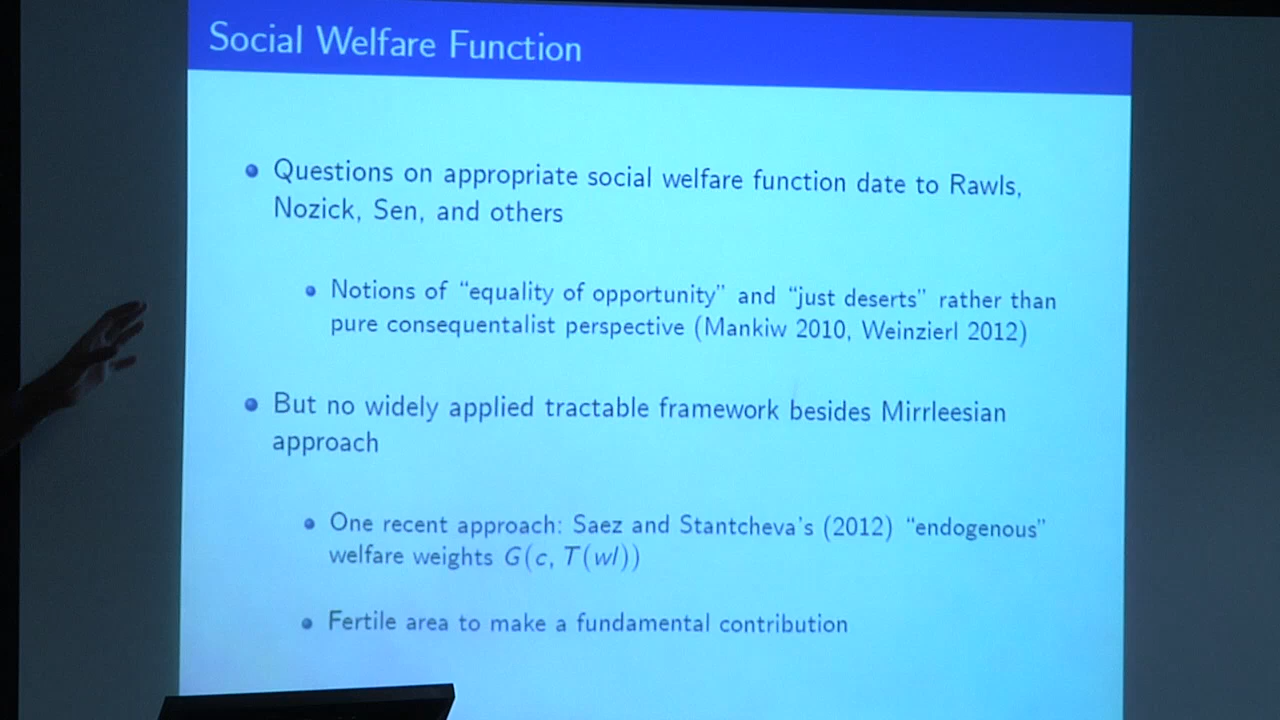 Social Welfare Function
Questions on appropriate social welfare function date to Rawls,
Nozick, Sen, and others
Notions of “equality of opportunity” and “just deserts” rather than
pure consequentalist perspective (Mankiw 2010, Weinzierl 2012)
But no widely applied tractable framework besides Mirrleesian
approach
One recent approach: Saez and Stantcheva's (2012) “endogenous”
welfare weights G(c, T(wl))
Fertile area to make a fundamental contribution